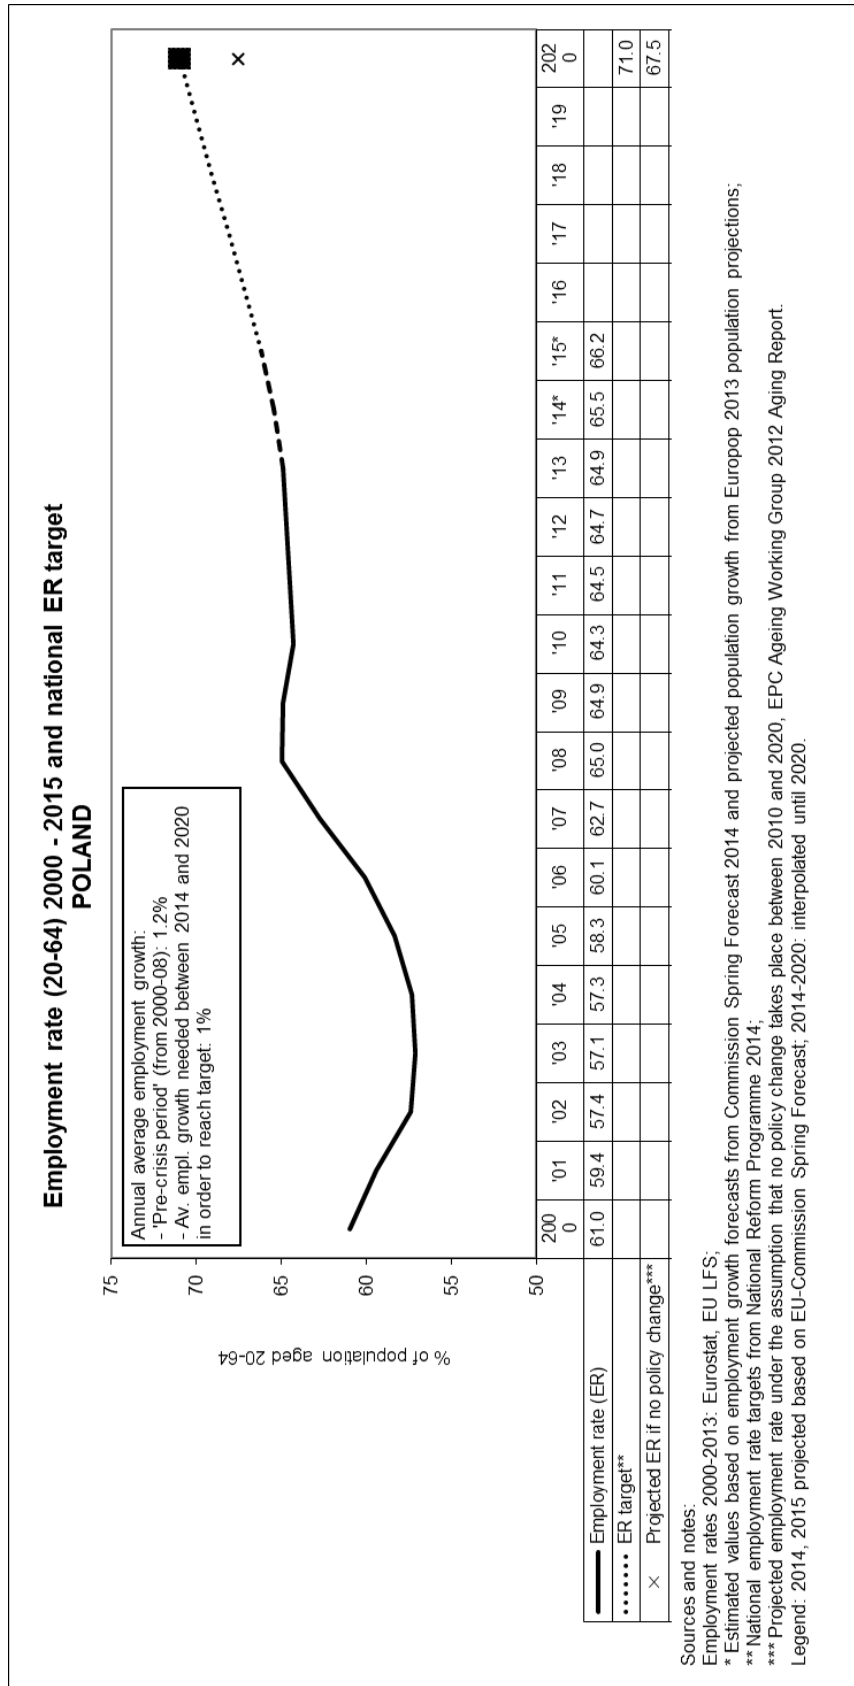 Employment rate (20-64) 2000 - 2015 and national ER target
POLAND
Annual average employment growth:
- 'Pre-crisis period' (from 2000-08): 1.2%
- Av. empl. growth needed between 2014 and 2020
in order to reach target: 1%
% of population aged 20-64
75
70
65
60
55
50
2000 '01 '02 '03 '04 '05 '06 '07 '08 '09 '10 '11 '12 '13 '14* '15* '16 '17 '18 '19 2020
Employment rate (ER) 61.0 59.4 57.4 57.1 57.3 58.3 60.1 62.7 65.0 64.9 64.3 64.5 64.7 64.9 65.5 66.2
ER target** 71.0
Projected ER if no policy change*** 67.5
Sources and notes:
Employment rates 2000-2013: Eurostat, EU LFS;
* Estimated values based on employment growth forecasts from Commission Spring Forecast 2014 and projected population growth from Europop 2013 population projections;
** National employment rate targets from National Reform Programme 2014;
*** Projected employment rate under the assumption that no policy change takes place between 2010 and 2020, EPC Ageing Working Group 2012 Aging Report.
Legend: 2014, 2015 projected based on EU-Commission Spring Forecast; 2014-2020: interpolated until 2020.